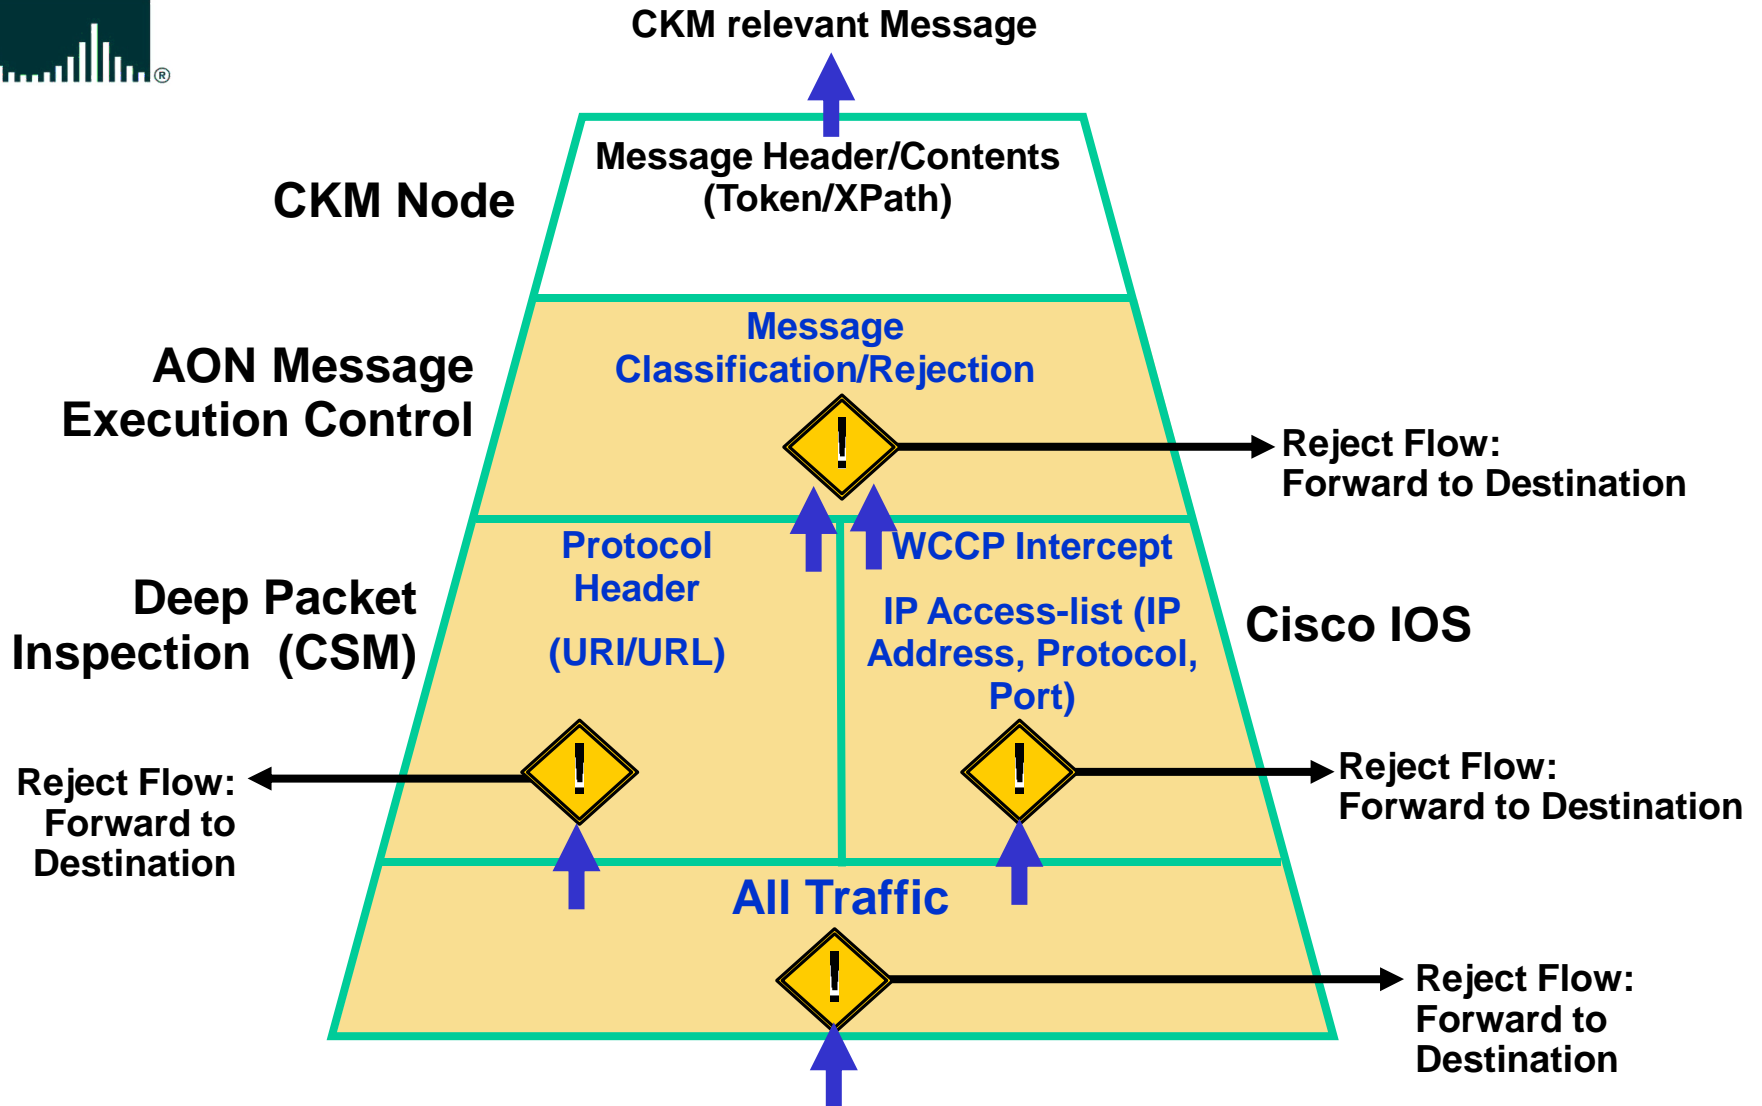 ®
CKM relevant Message
Message Header/Contents
(Token/XPath)
CKM Node
Message
Classification/Rejection
AON Message
Execution Control
!
Reject Flow:
Forward to Destination
Protocol
Header
(URI/URL)
WCCP Intercept
IP Access-list (IP
Address, Protocol,
Port)
Deep Packet
Inspection (CSM)
Cisco IOS
!
!
Reject Flow:
Forward to
Destination
Reject Flow:
Forward to Destination
All Traffic
!
Reject Flow:
Forward to
Destination